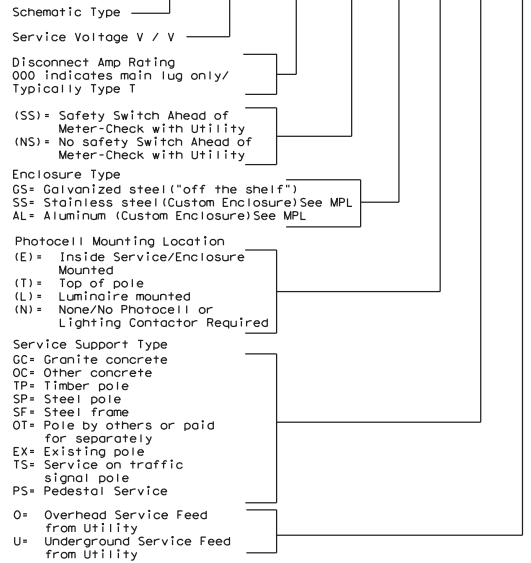 Schematic Type
Service Voltage V / V
Disconnect Amp Rating
000 indicates main lug only/
Typically Type T
(SS)= Safety Switch Ahead of
Meter-Check with Utility
(NS)= No safety Switch Ahead of
Meter-Check with Utility
Enclosure Type
GS= Galvanized steel("off the shelf")
SS= Stainless steel(Custom Enclosure)See MPL
AL= Aluminum (Custom Enclosure)See MPL
Photocell Mounting Location
(E)= Inside Service/Enclosure
Mounted
(T)= Top of pole
(L)= Luminaire mounted
(N)= None/No Photocell or
Lighting Contactor Required
Service Support Type
GC= Granite concrete
OC= Other concrete
TP= Timber pole
SP= Steel pole
SF= Steel frame
OT= Pole by others or paid
for separately
EX= Existing pole
TS= Service on traffic
signal pole
PS= Pedestal Service
O= Overhead Service Feed
from Utility
U= Underground Service Feed
from Utility